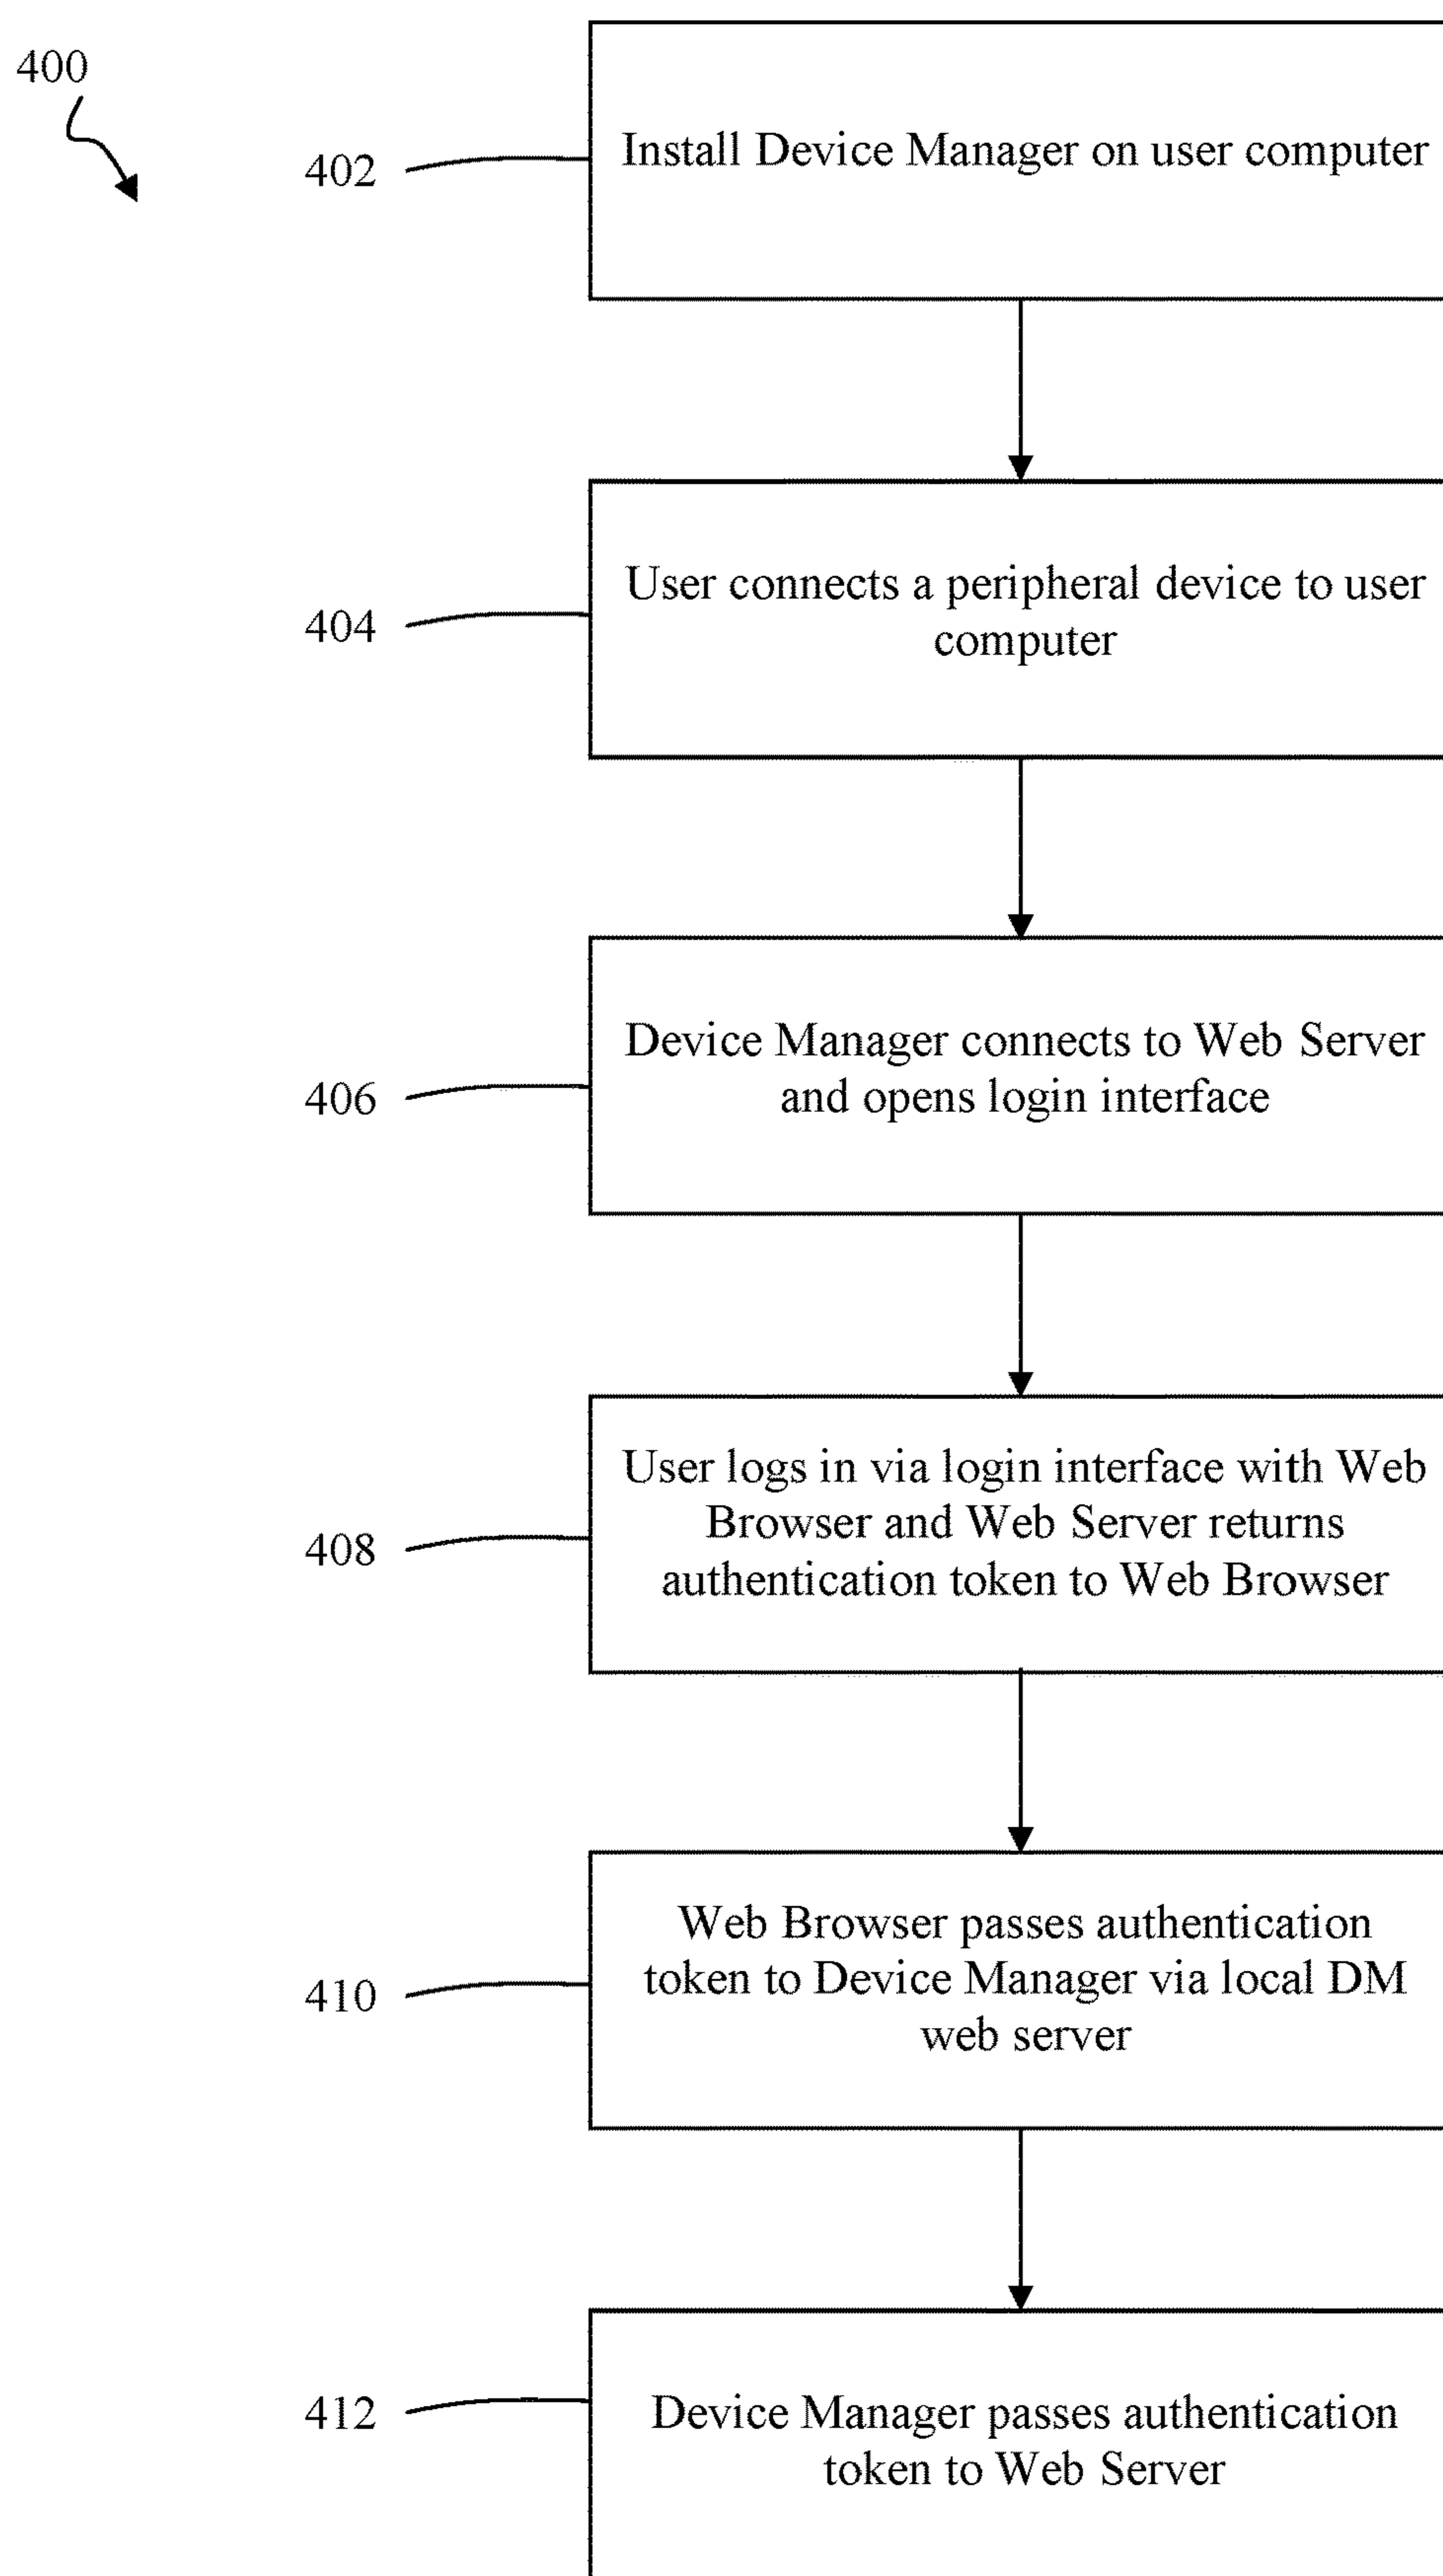 400
402
Install Device Manager on user computer
404
User connects a peripheral device to user
computer
406
Device Manager connects to Web Server
and opens login interface
408
User logs in via login interface with Web
Browser and Web Server returns
authentication token to Web Browser
410
Web Browser passes authentication
token to Device Manager via local DM
web server
412
Device Manager passes authentication
token to Web Server